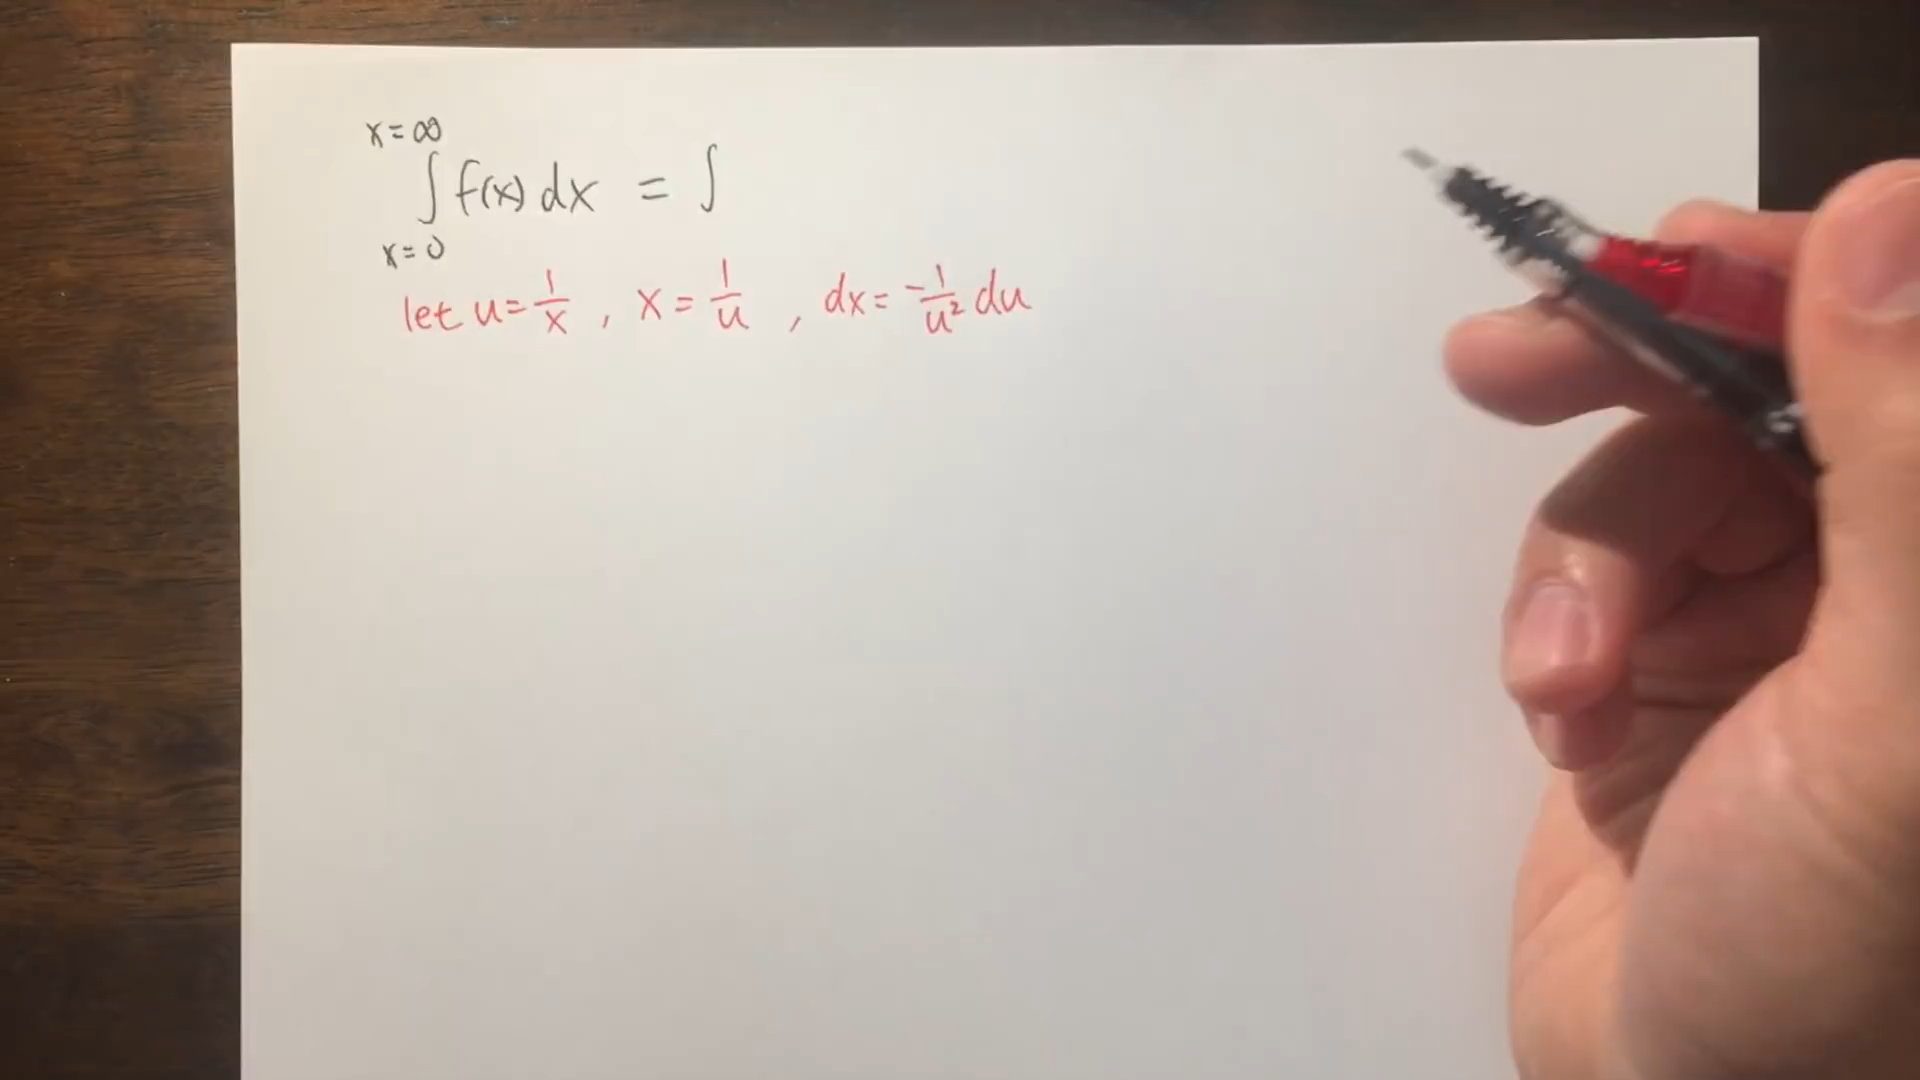 x=∞
∫ f(x) dx = ∫
x=0
let u=1/x , x=1/u , dx=-1/u² du